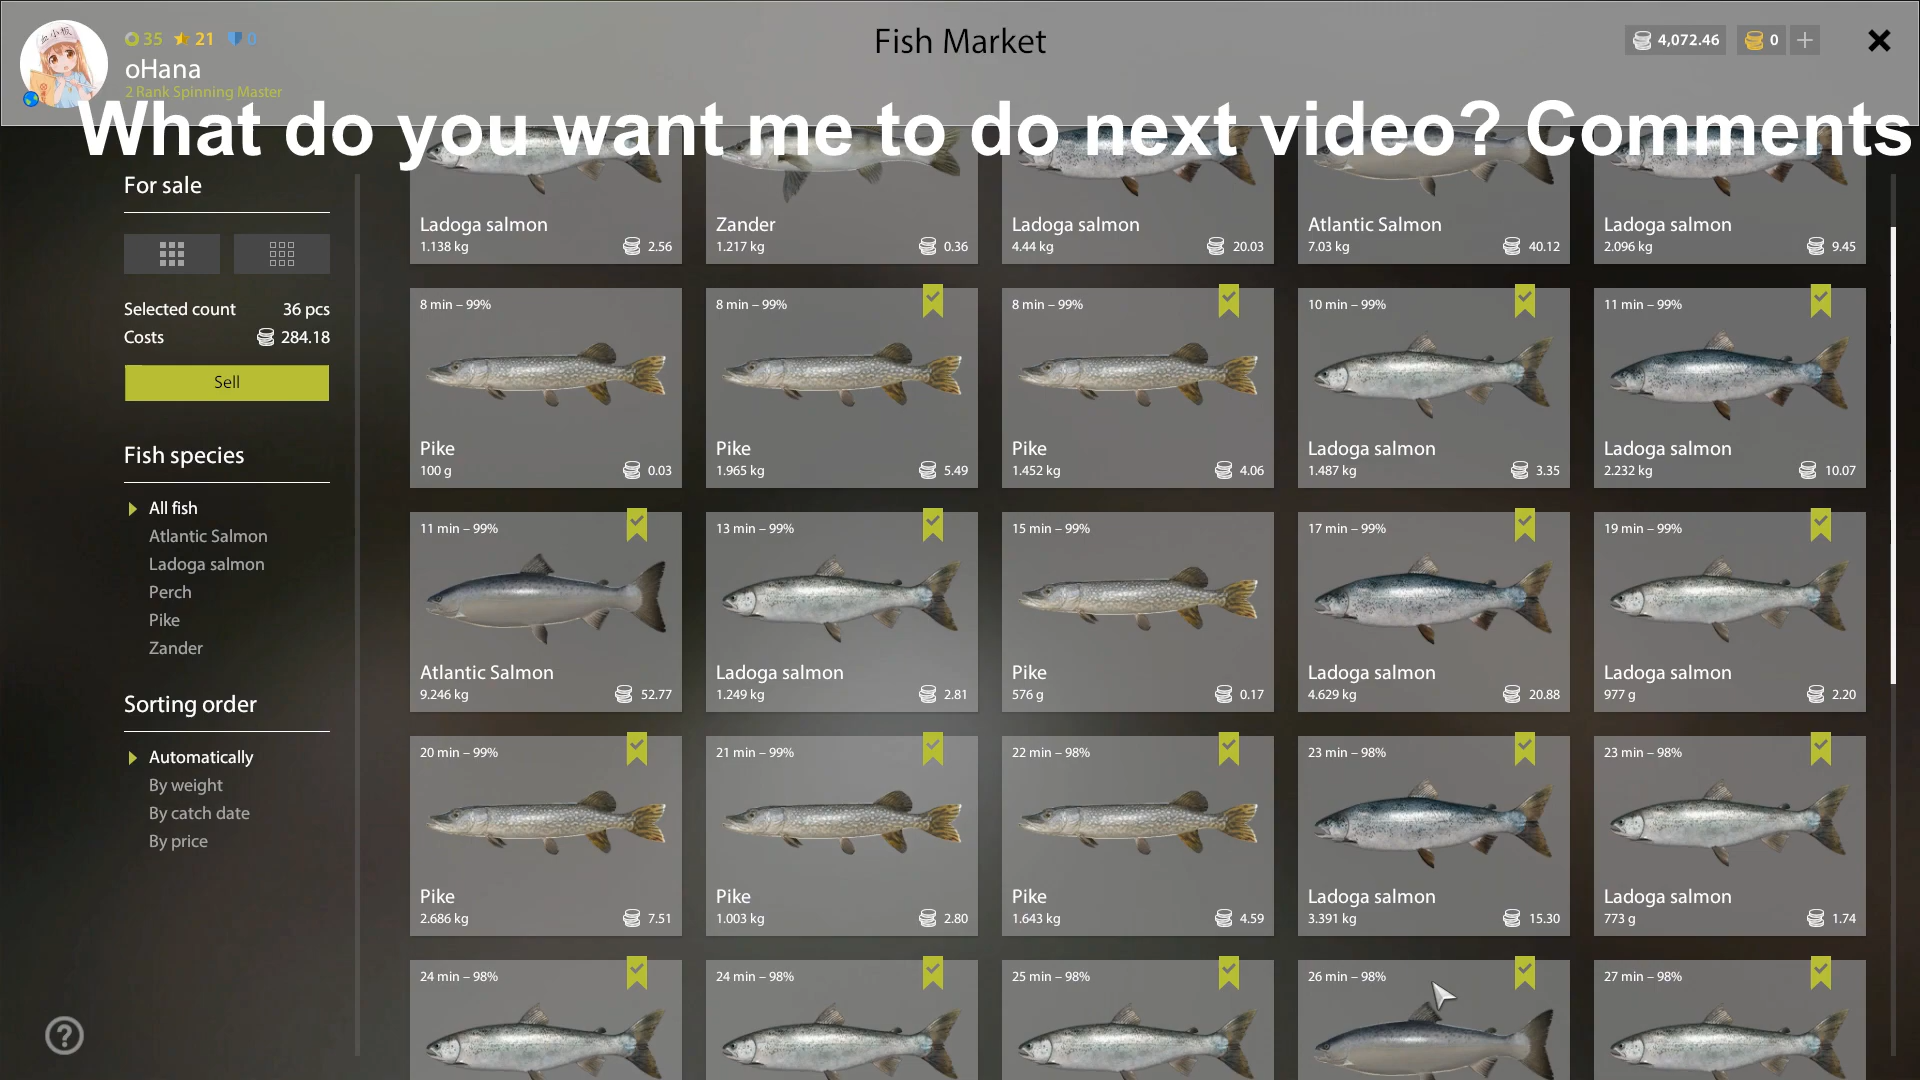 35 21 0
Fish Market
4,072.46 0
oHana
2 Rank Spinning Master
What do you want me to do next video? Comments
For sale
Selected count 36 pcs
Costs 284.18
Sell
Fish species
All fish
Atlantic Salmon
Ladoga salmon
Perch
Pike
Zander
Sorting order
Automatically
By weight
By catch date
By price
Ladoga salmon
1.138 kg 2.56
Zander
1.217 kg 0.36
Ladoga salmon
4.44 kg 20.03
Atlantic Salmon
7.03 kg 40.12
Ladoga salmon
2.096 kg 9.45
8 min – 99%
Pike
100 g 0.03
8 min – 99%
Pike
1.965 kg 5.49
8 min – 99%
Pike
1.452 kg 4.06
10 min – 99%
Ladoga salmon
1.487 kg 3.35
11 min – 99%
Ladoga salmon
2.232 kg 10.07
11 min – 99%
Atlantic Salmon
9.246 kg 52.77
13 min – 99%
Ladoga salmon
1.249 kg 2.81
15 min – 99%
Pike
576 g 0.17
17 min – 99%
Ladoga salmon
4.629 kg 20.88
19 min – 99%
Ladoga salmon
977 g 2.20
20 min – 99%
Pike
2.686 kg 7.51
21 min – 99%
Pike
1.003 kg 2.80
22 min – 98%
Pike
1.643 kg 4.59
23 min – 98%
Ladoga salmon
3.391 kg 15.30
23 min – 98%
Ladoga salmon
773 g 1.74
24 min – 98%
24 min – 98%
25 min – 98%
26 min – 98%
27 min – 98%